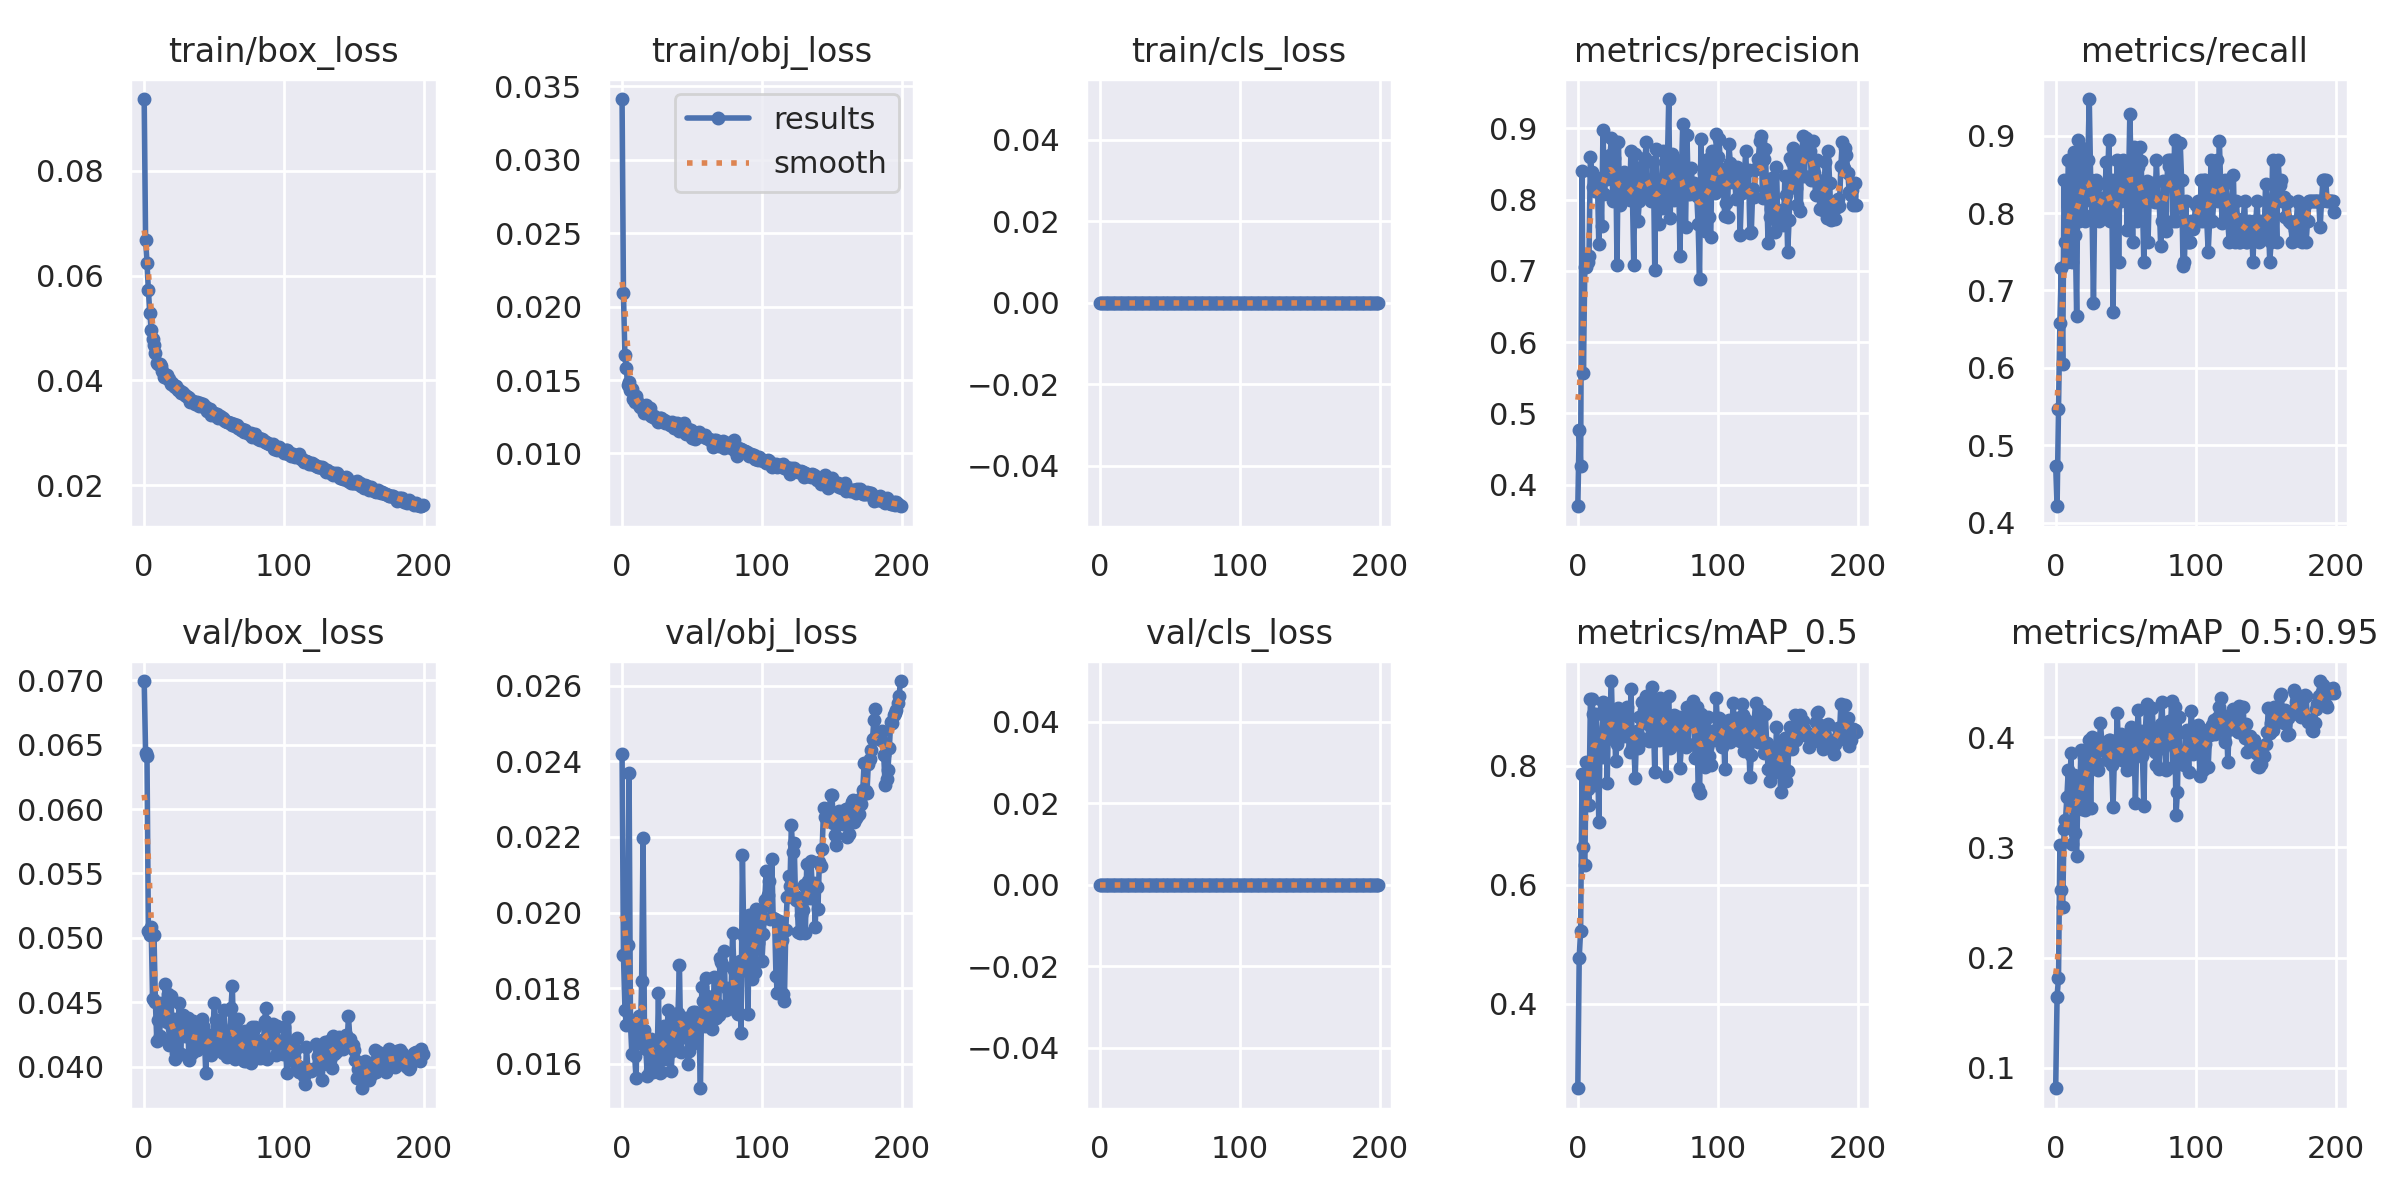 train/box_loss
0.08
0.06
0.04
0.02
0 100 200
train/obj_loss
results
smooth
0.035
0.030
0.025
0.020
0.015
0.010
0 100 200
train/cls_loss
0.04
0.02
0.00
−0.02
−0.04
0 100 200
metrics/precision
0.9
0.8
0.7
0.6
0.5
0.4
0 100 200
metrics/recall
0.9
0.8
0.7
0.6
0.5
0.4
0 100 200
val/box_loss
0.070
0.065
0.060
0.055
0.050
0.045
0.040
0 100 200
val/obj_loss
0.026
0.024
0.022
0.020
0.018
0.016
0 100 200
val/cls_loss
0.04
0.02
0.00
−0.02
−0.04
0 100 200
metrics/mAP_0.5
0.8
0.6
0.4
0 100 200
metrics/mAP_0.5:0.95
0.4
0.3
0.2
0.1
0 100 200